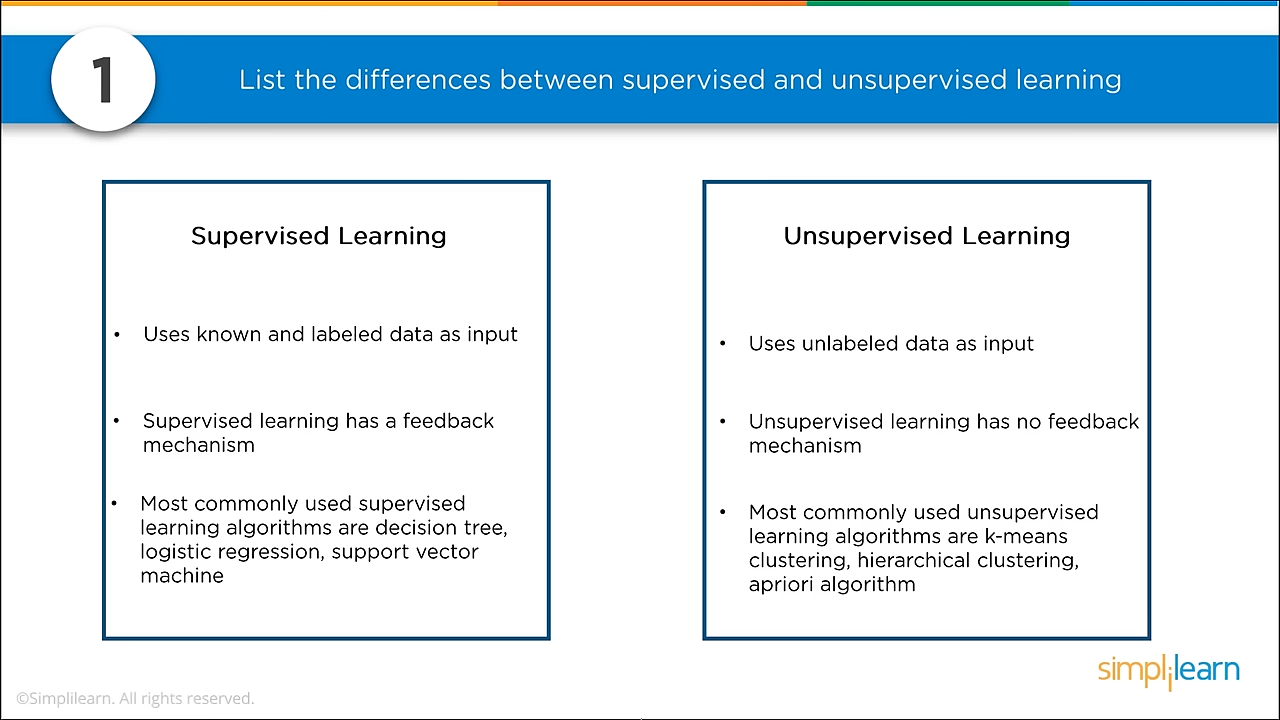 1
List the differences between supervised and unsupervised learning
Supervised Learning
• Uses known and labeled data as input
• Supervised learning has a feedback
mechanism
• Most commonly used supervised
learning algorithms are decision tree,
logistic regression, support vector
machine
Unsupervised Learning
• Uses unlabeled data as input
• Unsupervised learning has no feedback
mechanism
• Most commonly used unsupervised
learning algorithms are k-means
clustering, hierarchical clustering,
apriori algorithm
simplilearn
©Simplilearn. All rights reserved.